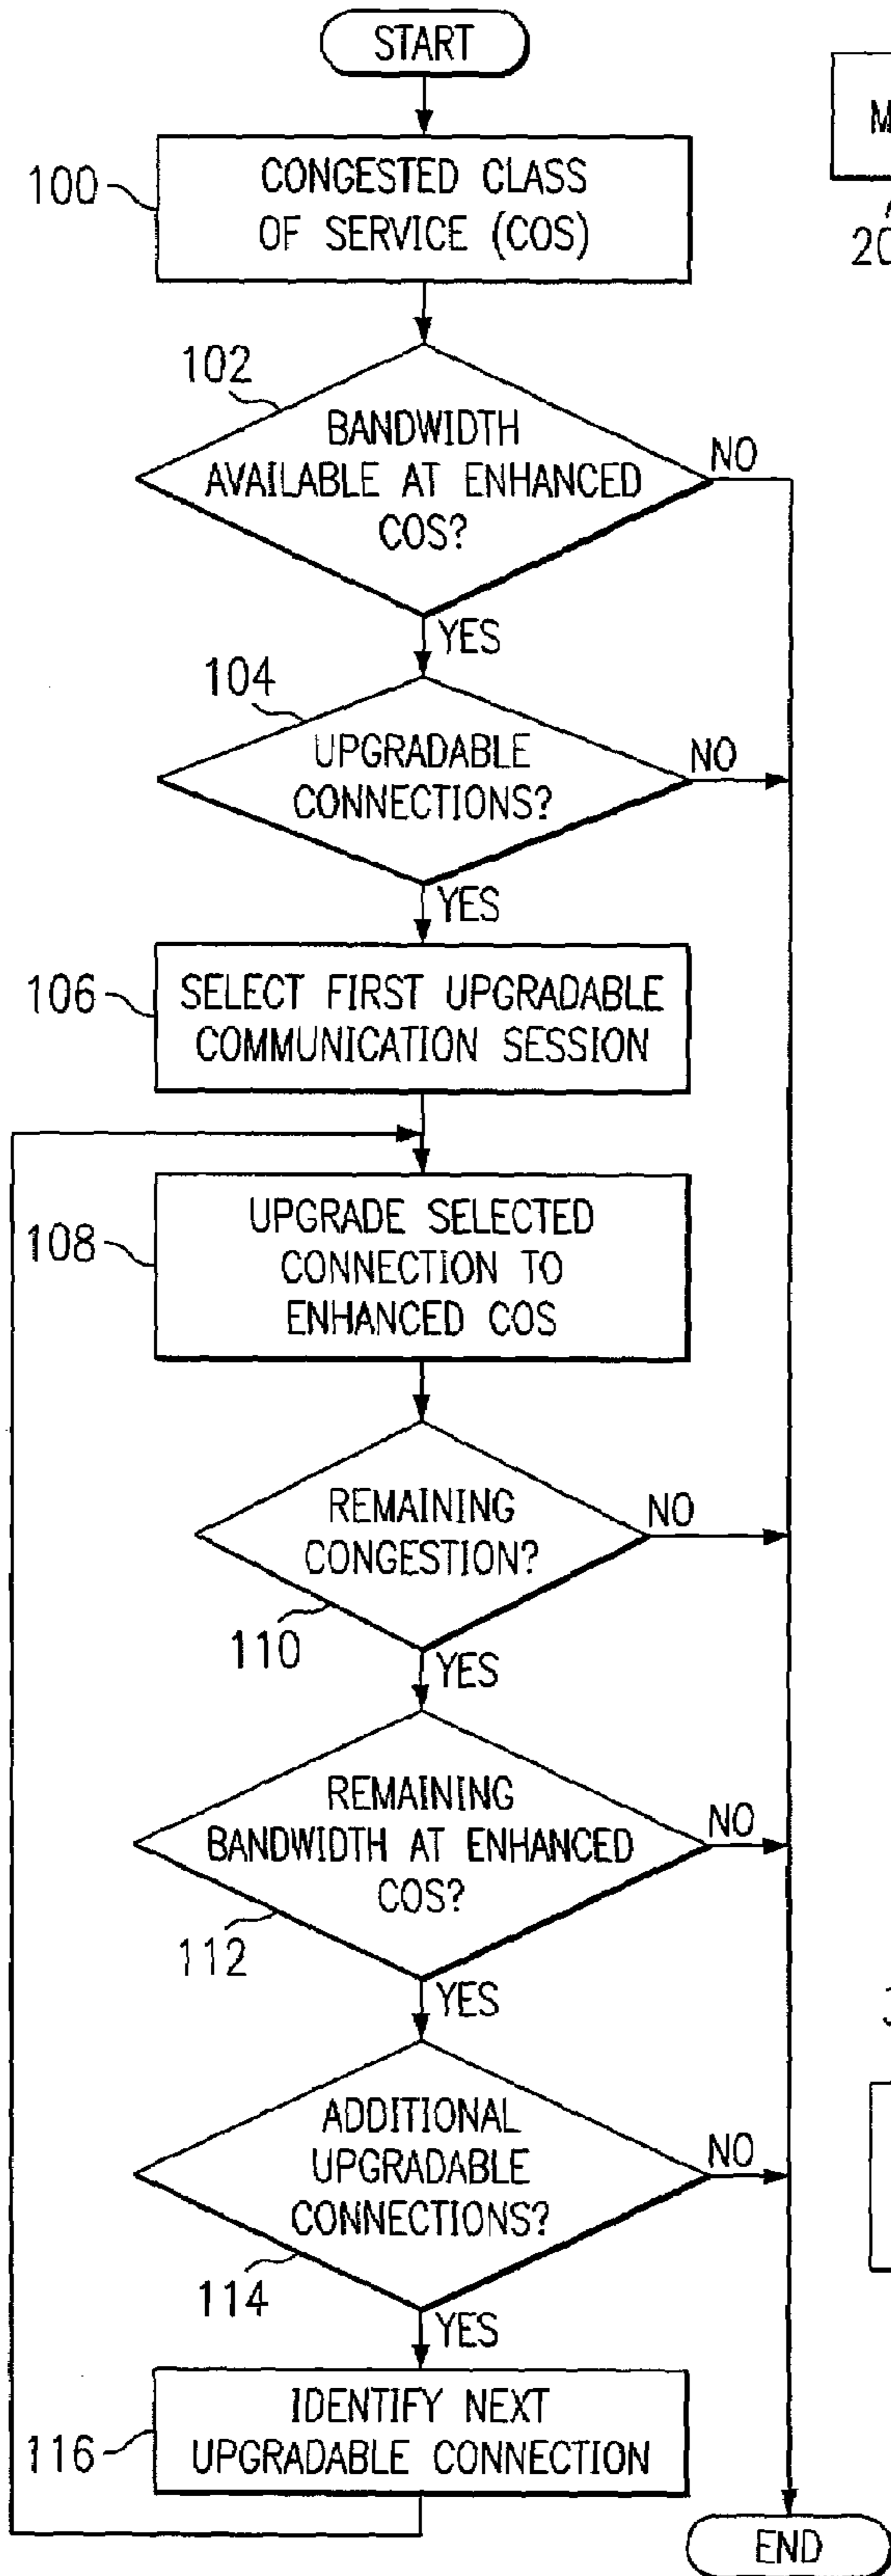 START
100
CONGESTED CLASS
OF SERVICE (COS)
M
20
102
BANDWIDTH
AVAILABLE AT ENHANCED
COS?
NO
YES
104
UPGRADABLE
CONNECTIONS?
NO
YES
106
SELECT FIRST UPGRADABLE
COMMUNICATION SESSION
108
UPGRADE SELECTED
CONNECTION TO
ENHANCED COS
REMAINING
CONGESTION?
NO
110
YES
REMAINING
BANDWIDTH AT ENHANCED
COS?
NO
112
YES
ADDITIONAL
UPGRADABLE
CONNECTIONS?
NO
114
YES
116
IDENTIFY NEXT
UPGRADABLE CONNECTION
END